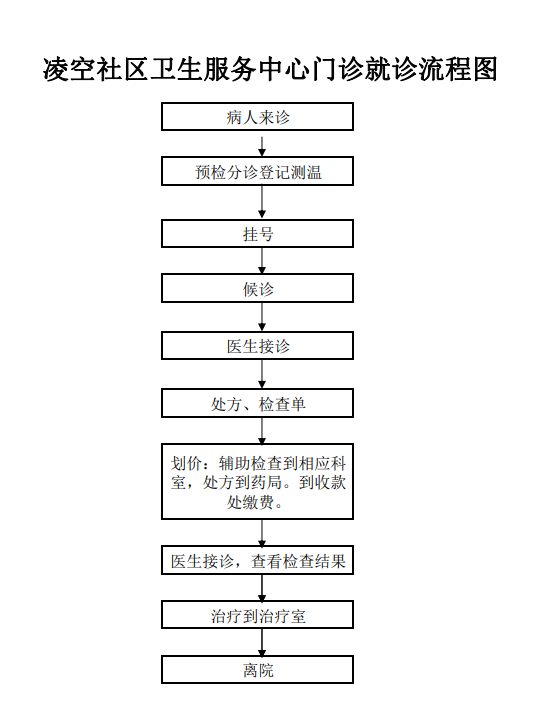 凌空社区卫生服务中心门诊就诊流程图
病人来诊
预检分诊登记测温
挂号
候诊
医生接诊
处方、检查单
划价：辅助检查到相应科
室，处方到药局。到收款
处缴费。
医生接诊，查看检查结果
治疗到治疗室
离院